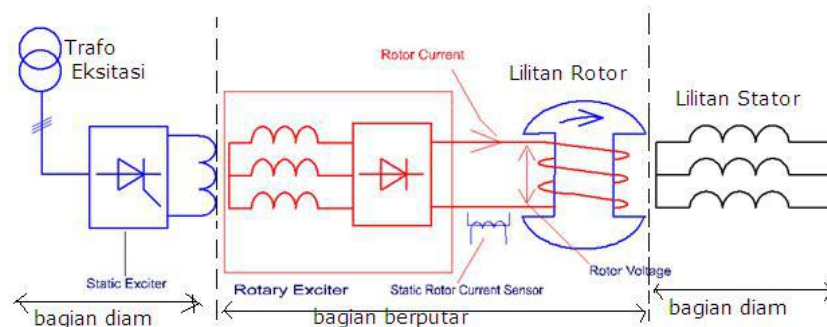 Trafo
Eksitasi
Rotor Current
Lilitan Rotor
Lilitan Stator
Static Exciter
Rotary Exciter
Static Rotor Current Sensor
Rotor Voltage
bagian diam
bagian berputar
bagian diam